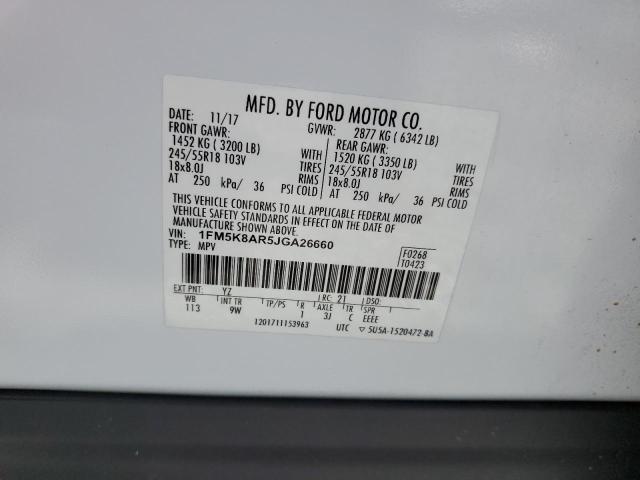 MFD. BY FORD MOTOR CO.
DATE: 11/17 GVWR: 2877 KG ( 6342 LB)
FRONT GAWR: REAR GAWR:
1452 KG ( 3200 LB) WITH 1520 KG ( 3350 LB) WITH
245/55R18 103V TIRES 245/55R18 103V TIRES
18x8.0J RIMS 18x8.0J RIMS
AT 250 kPa/ 36 PSI COLD AT 250 kPa/ 36 PSI COLD
THIS VEHICLE CONFORMS TO ALL APPLICABLE FEDERAL MOTOR
VEHICLE SAFETY STANDARDS IN EFFECT ON THE DATE OF
MANUFACTURE SHOWN ABOVE.
VIN: 1FM5K8AR5JGA26660 F0268
TYPE: MPV T0423
EXT PNT: YZ RC: 21 DSO:
WB INT TR TP/PS R AXLE TR SPR
113 9W 1 3J C EEEE
1201711153963 UTC ▽ 5U5A-1520472-BA